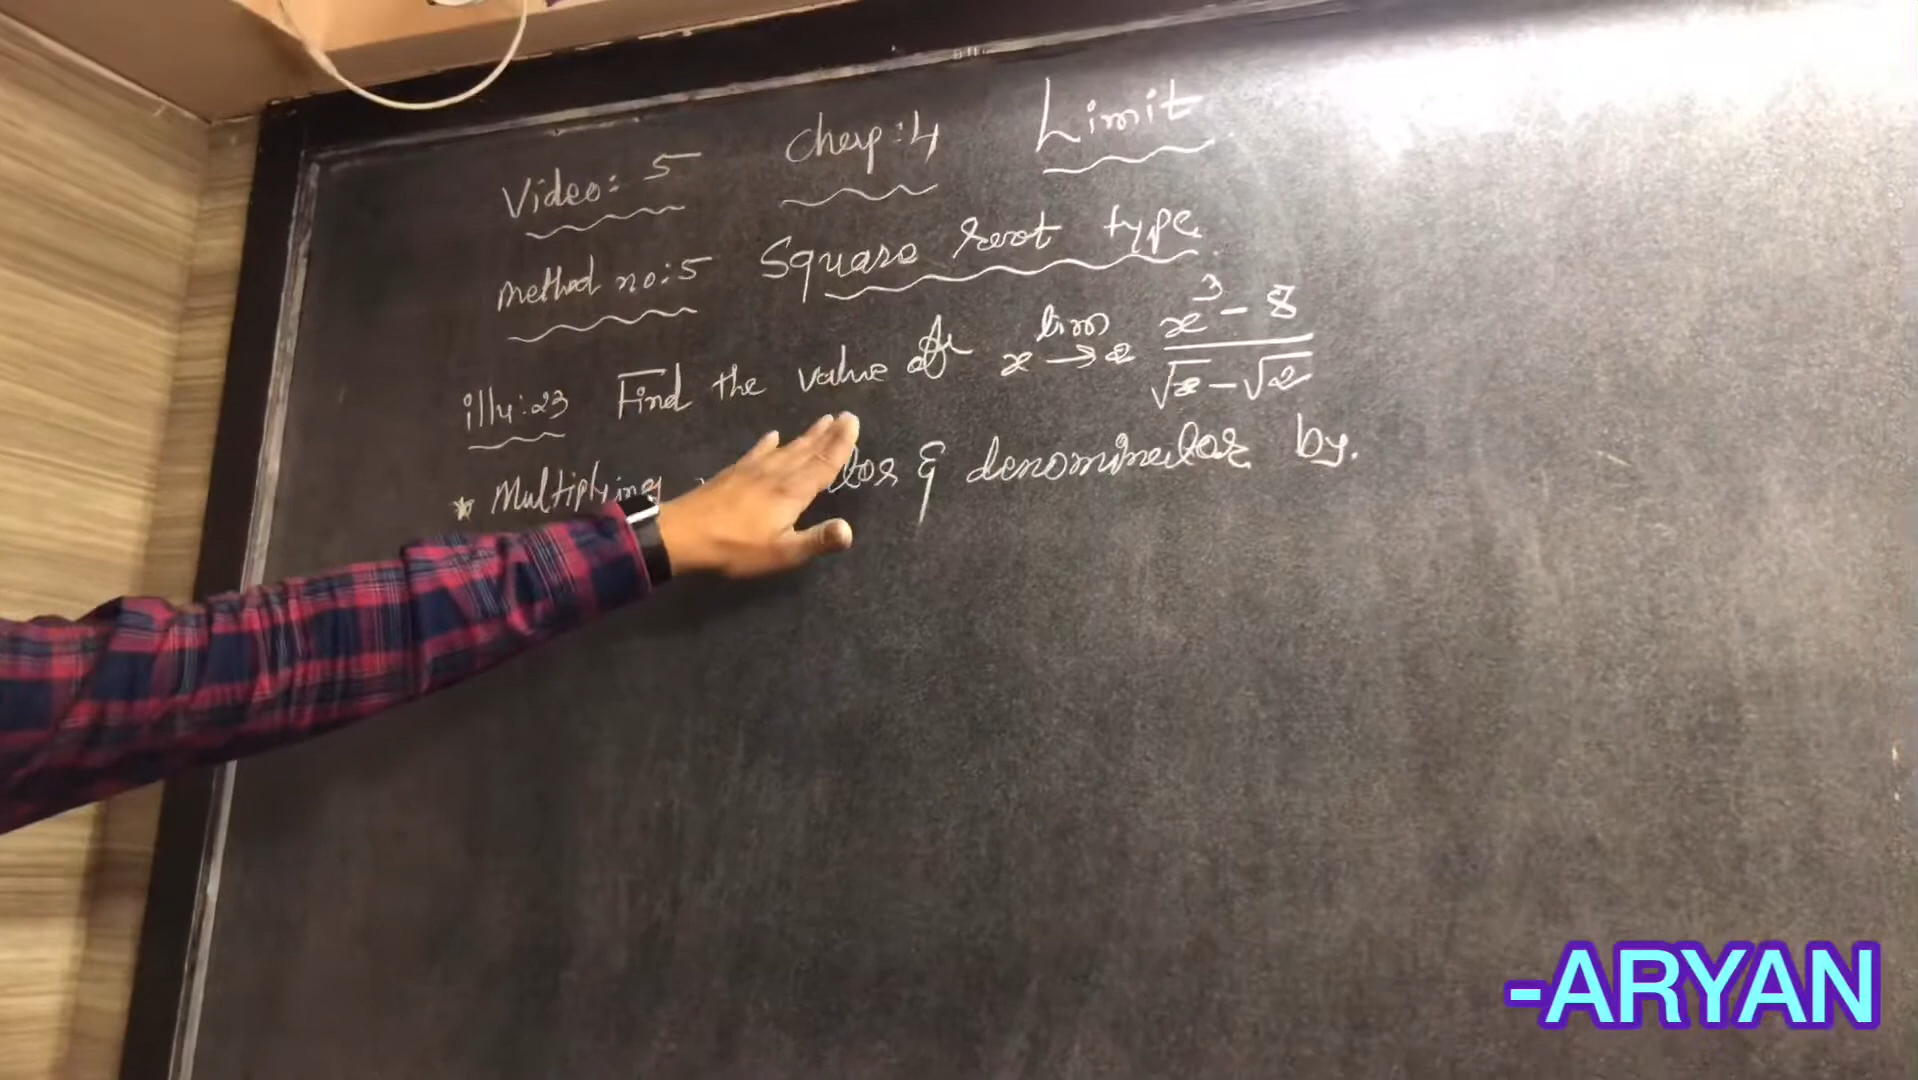 Video: 5 Chap: 4 Limit
method no: 5 Square root type.
illu: 23 Find the value of lim x→2 x³-8 / √x-√2
* Multiplying & denominator by.
-ARYAN